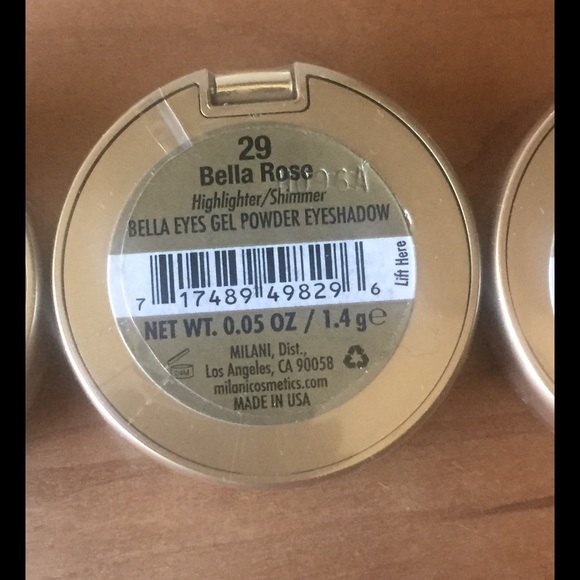 29
Bella Rose
Highlighter/Shimmer
BELLA EYES GEL POWDER EYESHADOW
Lift Here
7 17489 49829 6
NET WT. 0.05 OZ / 1.4 g℮
MILANI, Dist.,
Los Angeles, CA 90058
milanicosmetics.com
MADE IN USA